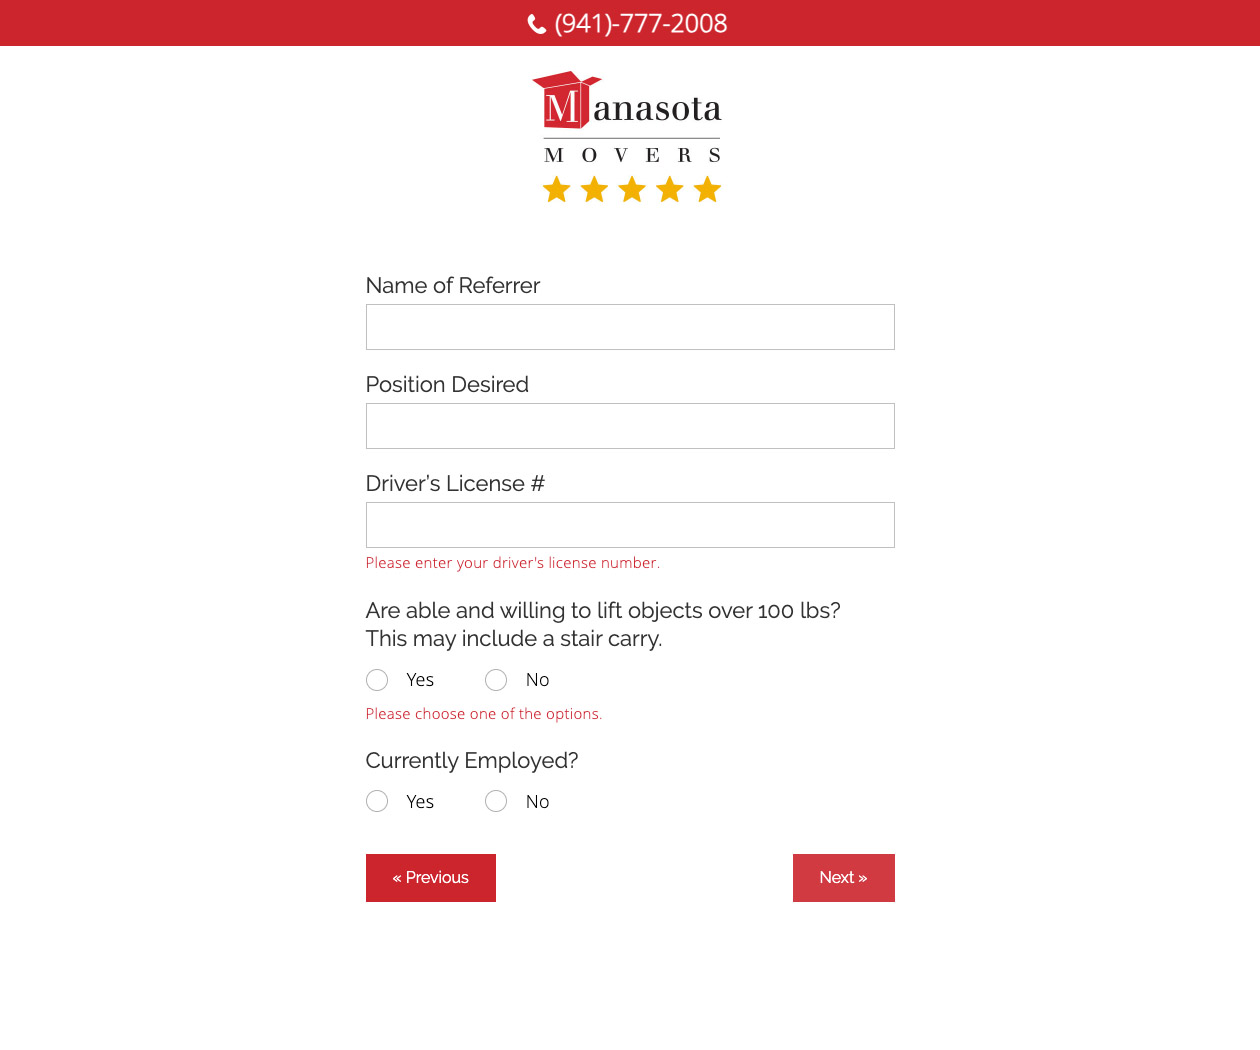 (941)-777-2008
Manasota
MOVERS
Name of Referrer
Position Desired
Driver’s License #
Please enter your driver's license number.
Are able and willing to lift objects over 100 lbs?
This may include a stair carry.
Yes No
Please choose one of the options.
Currently Employed?
Yes No
« Previous Next »